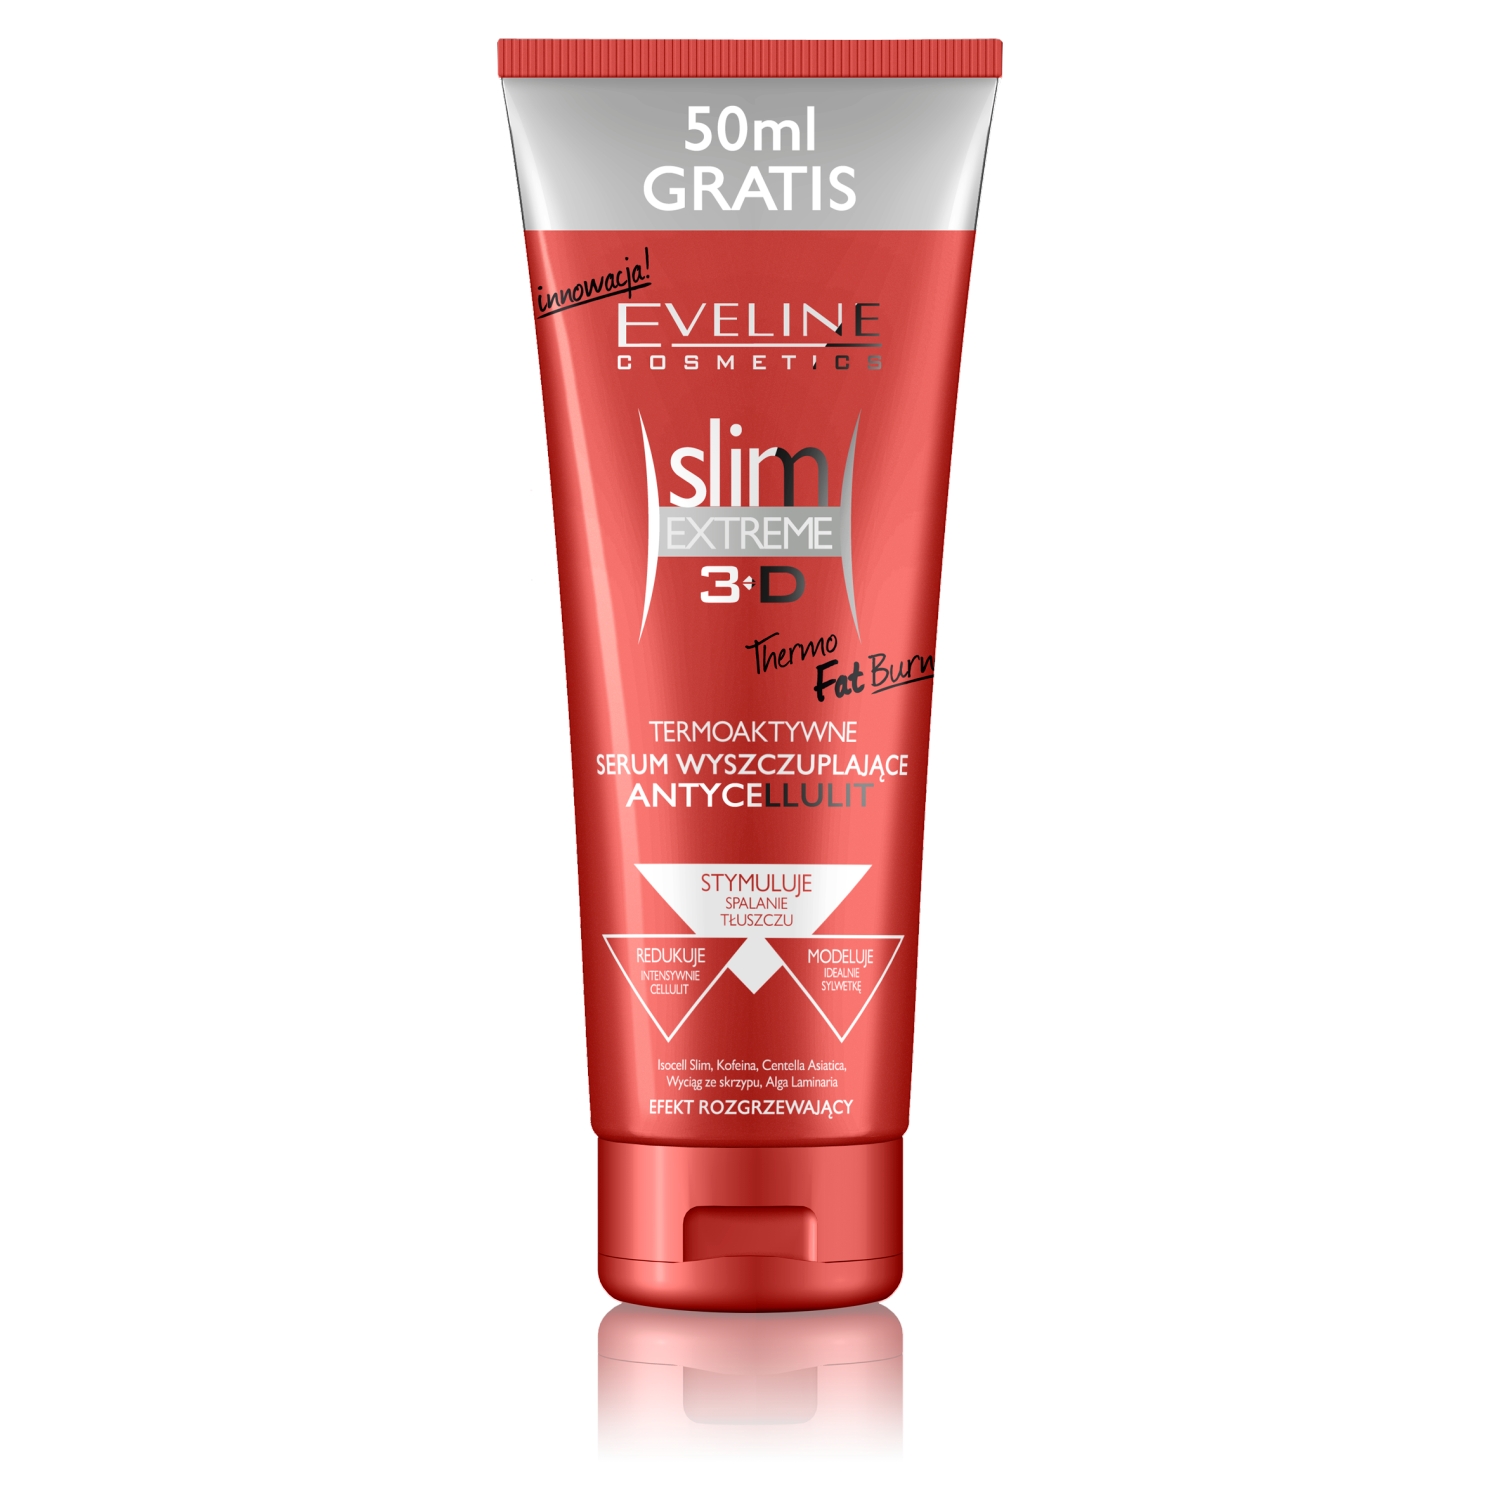 50ml
GRATIS
innowacja!
EVELINE
COSMETICS
slim
EXTREME
3D
Thermo
Fat Burn
TERMOAKTYWNE
SERUM WYSZCZUPLAJĄCE
ANTYCELLULIT
STYMULUJE
SPALANIE
TŁUSZCZU
REDUKUJE
INTENSYWNIE
CELLULIT
MODELUJE
IDEALNIE
SYLWETKĘ
Isocell Slim, Kofeina, Centella Asiatica,
Wyciąg ze skrzypu, Alga Laminaria
EFEKT ROZGRZEWAJĄCY